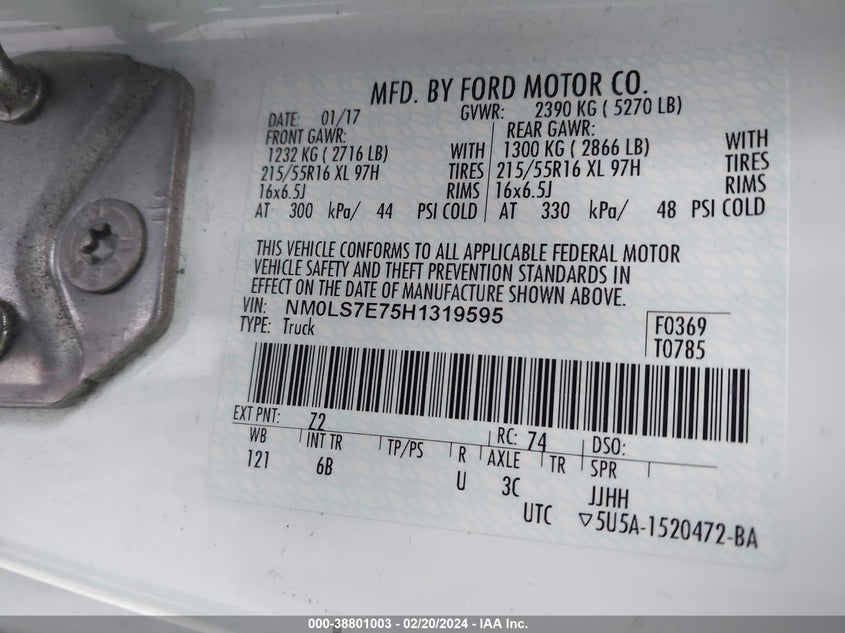 MFD. BY FORD MOTOR CO.
DATE: 01/17 GVWR: 2390 KG ( 5270 LB)
FRONT GAWR: REAR GAWR:
1232 KG ( 2716 LB) WITH 1300 KG ( 2866 LB) WITH
215/55R16 XL 97H TIRES 215/55R16 XL 97H TIRES
16x6.5J RIMS 16x6.5J RIMS
AT 300 kPa/ 44 PSI COLD AT 330 kPa/ 48 PSI COLD
THIS VEHICLE CONFORMS TO ALL APPLICABLE FEDERAL MOTOR
VEHICLE SAFETY AND THEFT PREVENTION STANDARDS IN
EFFECT ON THE DATE OF MANUFACTURE SHOWN ABOVE.
VIN: NM0LS7E75H1319595
TYPE: Truck
F0369
T0785
EXT PNT: Z2 RC: 74 DSO:
WB INT TR TP/PS R AXLE TR SPR
121 6B U 3C JJHH
UTC ▽5U5A-1520472-BA
000-38801003 - 02/20/2024 - IAA Inc.